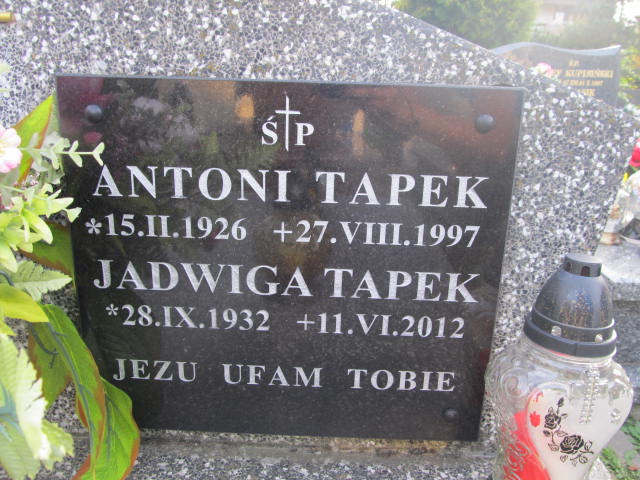 Ś†P
ANTONI TAPEK
*15.II.1926 +27.VIII.1997
JADWIGA TAPEK
*28.IX.1932 +11.VI.2012
JEZU UFAM TOBIE
Ś.P.
KUPIŃSKI